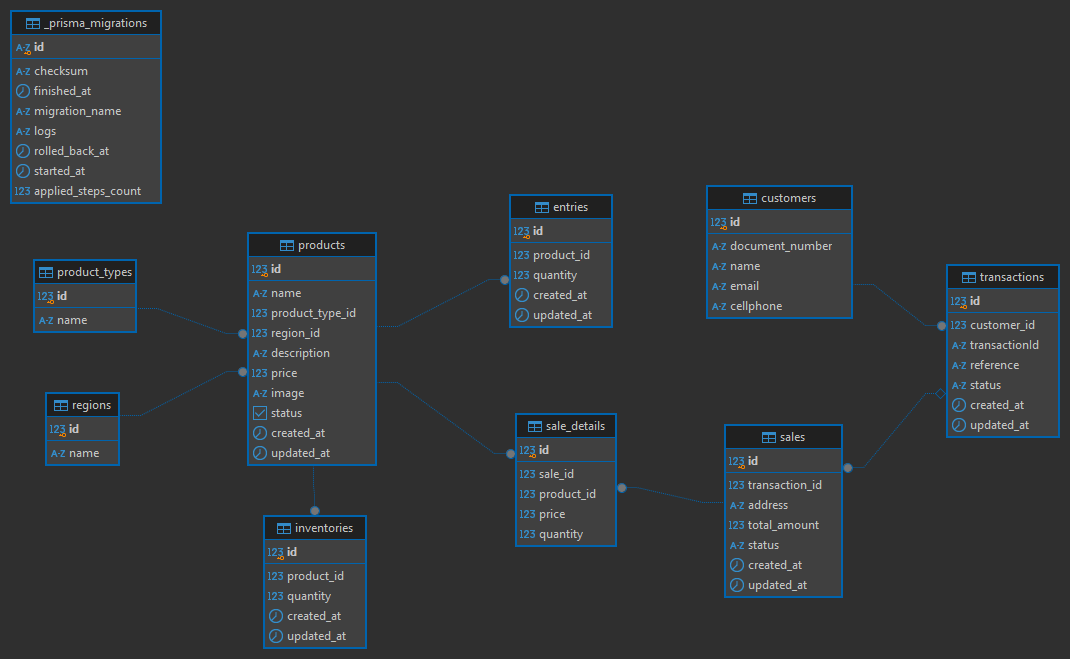 _prisma_migrations
A-Z id
A-Z checksum
finished_at
A-Z migration_name
A-Z logs
rolled_back_at
started_at
123 applied_steps_count
product_types
123 id
A-Z name
regions
123 id
A-Z name
products
123 id
A-Z name
123 product_type_id
123 region_id
A-Z description
123 price
A-Z image
status
created_at
updated_at
inventories
123 id
123 product_id
123 quantity
created_at
updated_at
entries
123 id
123 product_id
123 quantity
created_at
updated_at
sale_details
123 id
123 sale_id
123 product_id
123 price
123 quantity
customers
123 id
A-Z document_number
A-Z name
A-Z email
A-Z cellphone
sales
123 id
123 transaction_id
A-Z address
123 total_amount
A-Z status
created_at
updated_at
transactions
123 id
123 customer_id
A-Z transactionId
A-Z reference
A-Z status
created_at
updated_at